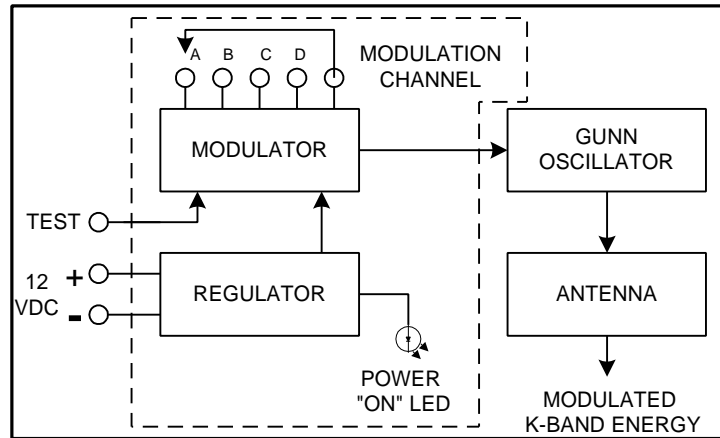 A B C D
MODULATION
CHANNEL
MODULATOR
GUNN
OSCILLATOR
TEST
12
VDC
+
-
REGULATOR
ANTENNA
POWER
"ON" LED
MODULATED
K-BAND ENERGY